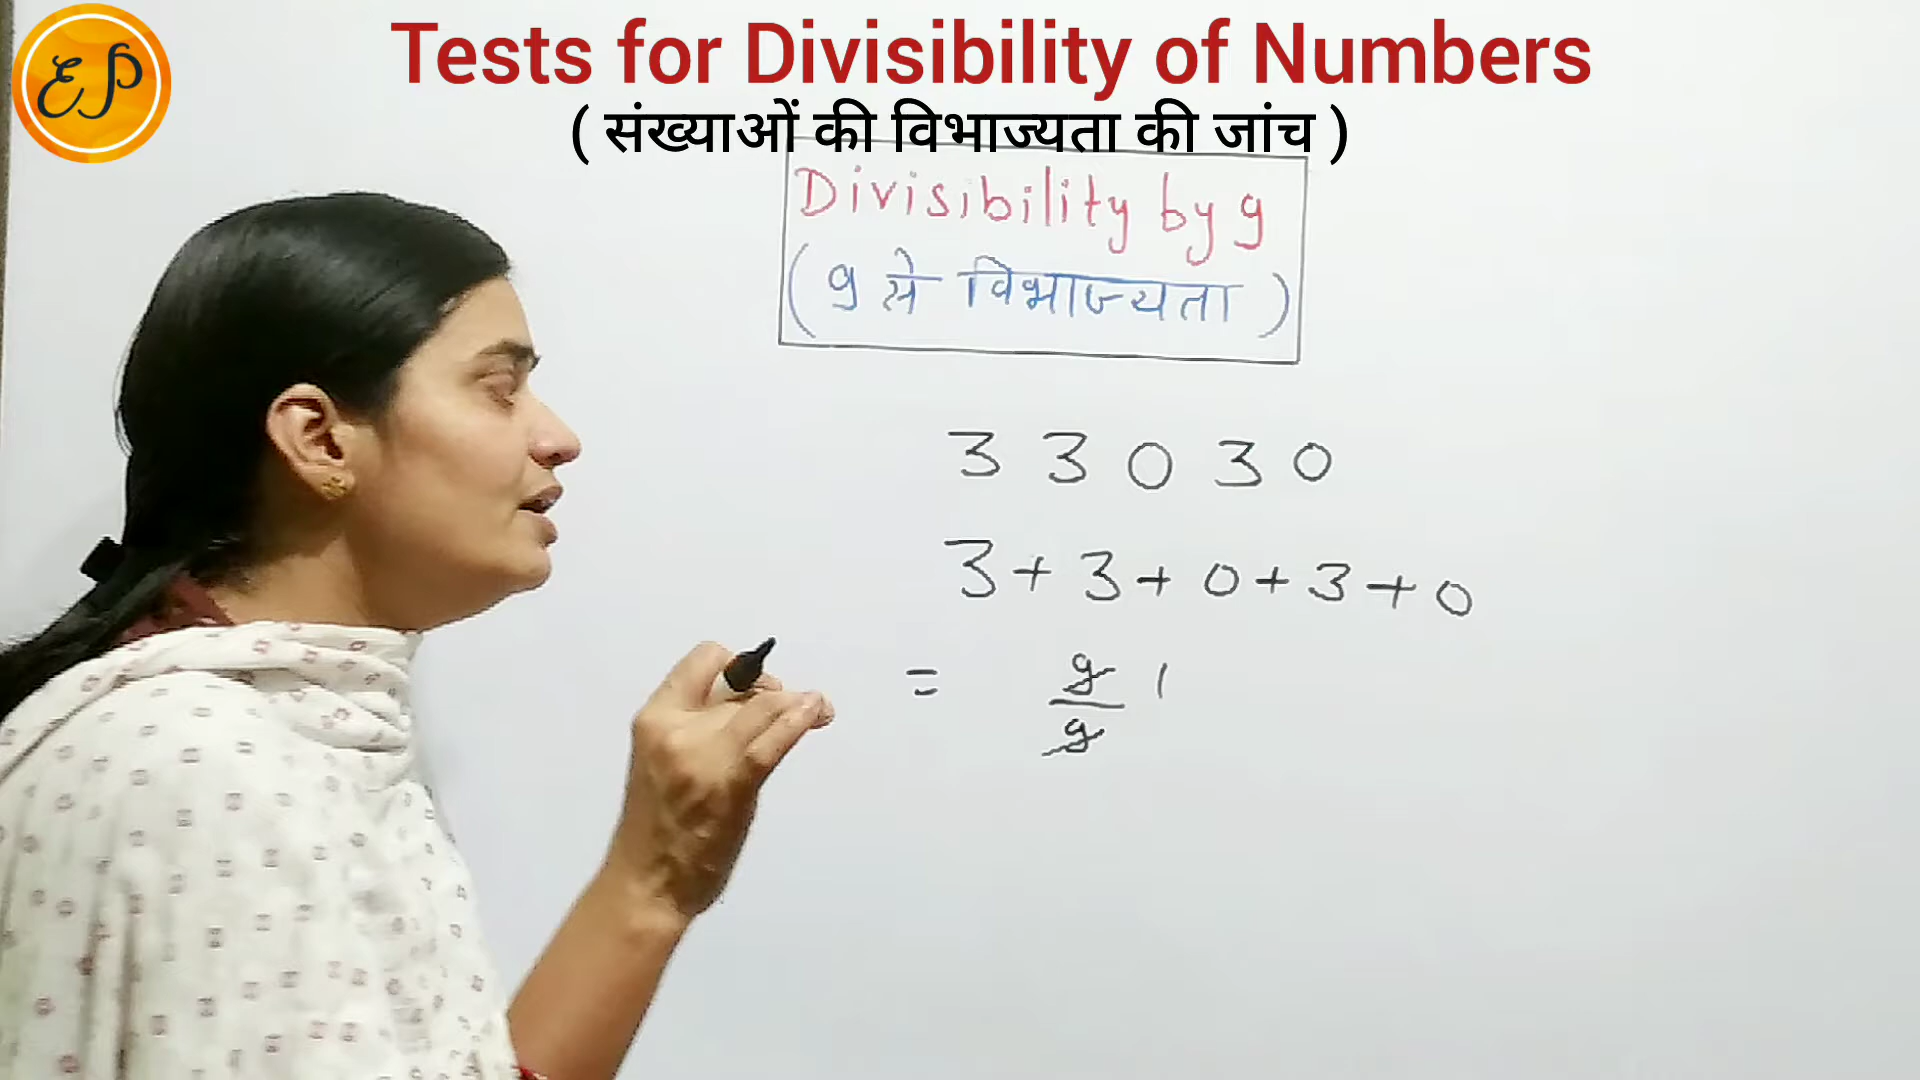 EP
Tests for Divisibility of Numbers
( संख्याओं की विभाज्यता की जांच )
Divisibility by 9
( 9 से विभाज्यता )
3 3 0 3 0
3 + 3 + 0 + 3 + 0
= 9/9 1